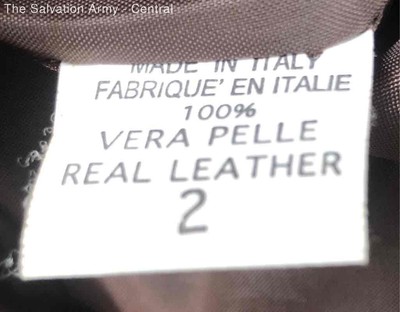 The Salvation Army - Central
MADE IN ITALY
FABRIQUE' EN ITALIE
100%
VERA PELLE
REAL LEATHER
2